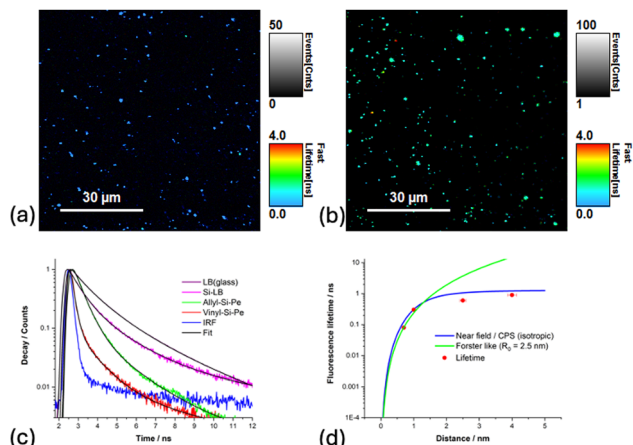 50
Events[Cnts]
0
4.0
Fast
Lifetime[ns]
0.0
30 µm
(a)
100
Events[Cnts]
1
4.0
Fast
Lifetime[ns]
0.0
30 µm
(b)
Decay / Counts
1
0.1
0.01
LB(glass)
Si-LB
Allyl-Si-Pe
Vinyl-Si-Pe
IRF
Fit
2 3 4 5 6 7 8 9 10 11 12
Time / ns
(c)
Fluorescence lifetime / ns
10
1
0.1
0.01
1E-3
1E-4
Near field / CPS (isotropic)
Forster like (R₀ = 2.5 nm)
Lifetime
0 1 2 3 4 5
Distance / nm
(d)